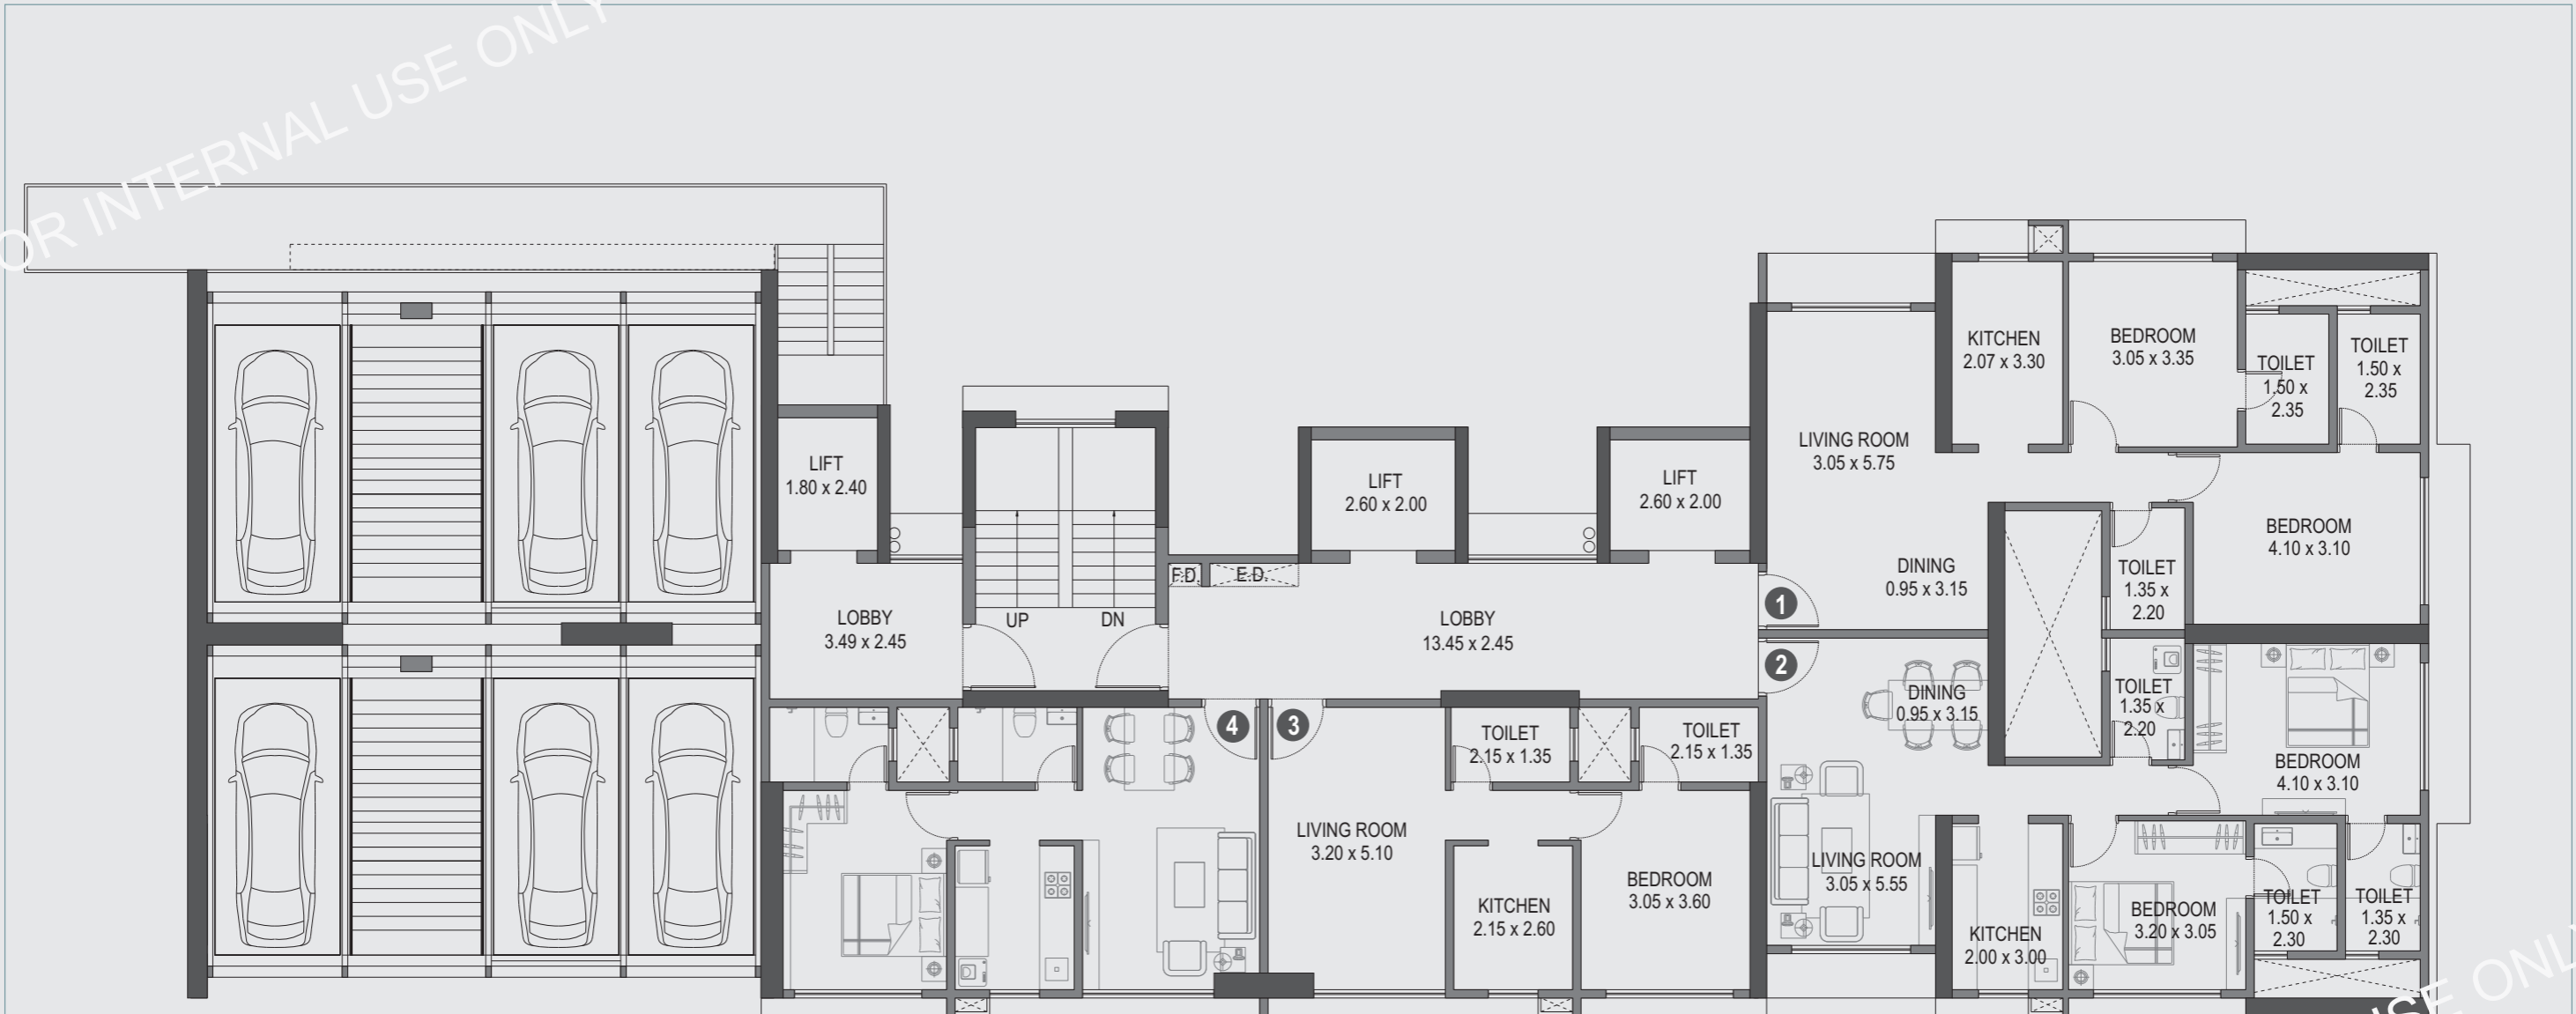 FOR INTERNAL USE ONLY
KITCHEN
2.07 x 3.30
BEDROOM
3.05 x 3.35
TOILET
1.50 x
2.35
TOILET
1.50 x
2.35
LIVING ROOM
3.05 x 5.75
LIFT
1.80 x 2.40
LIFT
2.60 x 2.00
LIFT
2.60 x 2.00
BEDROOM
4.10 x 3.10
DINING
0.95 x 3.15
TOILET
1.35 x
2.20
F.D.
E.D.
LOBBY
3.49 x 2.45
UP
DN
LOBBY
13.45 x 2.45
1
2
DINING
0.95 x 3.15
TOILET
1.35 x
2.20
4
3
TOILET
2.15 x 1.35
TOILET
2.15 x 1.35
BEDROOM
4.10 x 3.10
LIVING ROOM
3.20 x 5.10
LIVING ROOM
3.05 x 5.55
BEDROOM
3.05 x 3.60
KITCHEN
2.15 x 2.60
KITCHEN
2.00 x 3.00
BEDROOM
3.20 x 3.05
TOILET
1.50 x
2.30
TOILET
1.35 x
2.30
USE ONLY